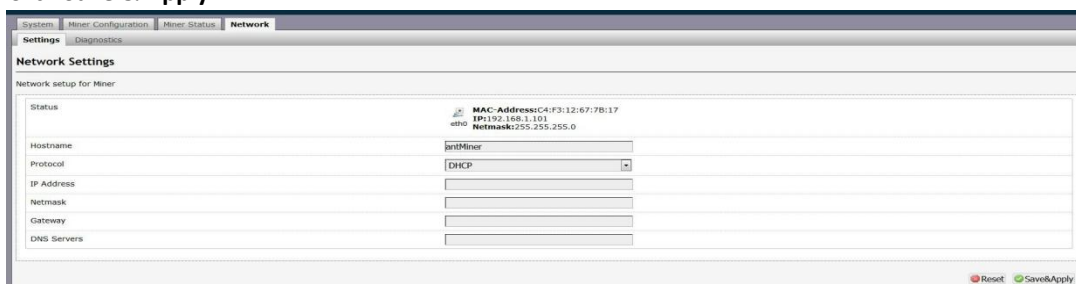 System Miner Configuration Miner Status Network
Settings Diagnostics
Network Settings
Network setup for Miner
Status
MAC-Address:C4:F3:12:67:7B:17
IP:192.168.1.101
eth0 Netmask:255.255.255.0
Hostname antMiner
Protocol DHCP
IP Address
Netmask
Gateway
DNS Servers
Reset Save&Apply